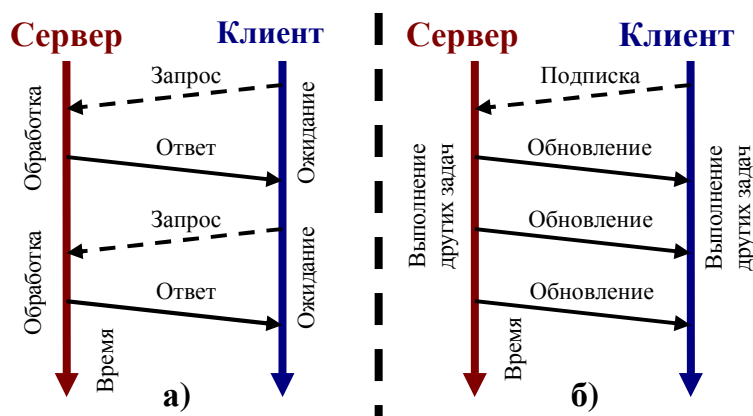 Сервер
Клиент
Запрос
Обработка
Ожидание
Ответ
Запрос
Обработка
Ожидание
Ответ
Время
а)
Сервер
Клиент
Подписка
Обновление
Выполнение
других задач
Выполнение
других задач
Обновление
Обновление
Время
б)